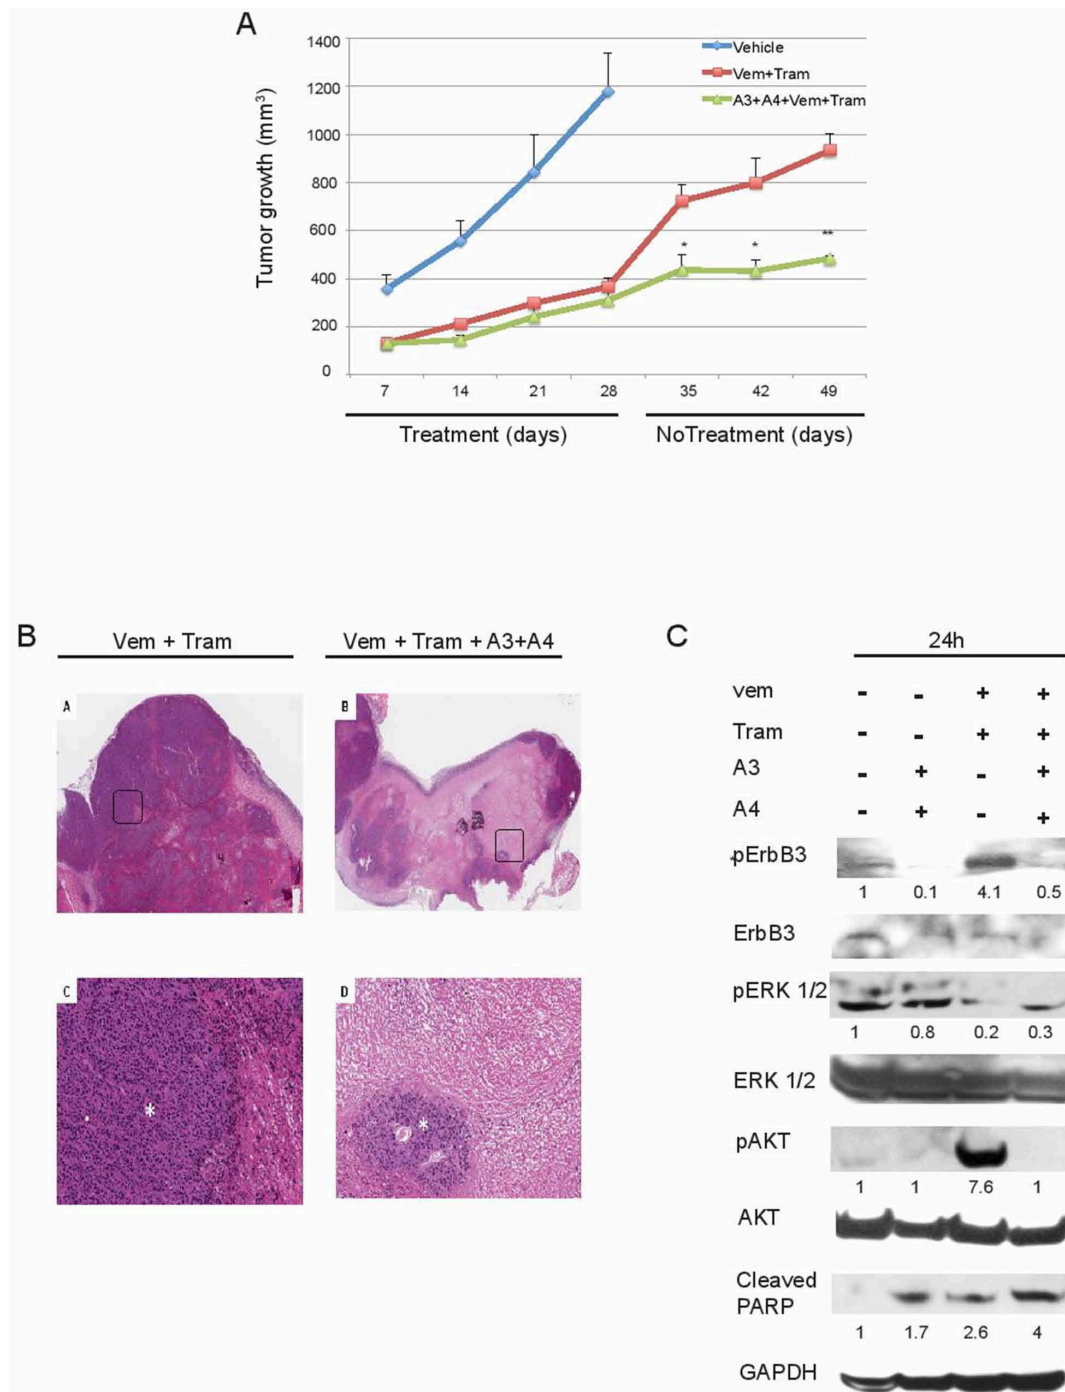 A
Tumor growth (mm³)
1400
1200
1000
800
600
400
200
0
Vehicle
Vem+Tram
A3+A4+Vem+Tram
* * **
7 14 21 28 35 42 49
Treatment (days) NoTreatment (days)
B
Vem + Tram Vem + Tram + A3+A4
A B
C D
* *
C
24h
vem - - + +
Tram - - + +
A3 - + - +
A4 - + - +
pErbB3
1 0.1 4.1 0.5
ErbB3
pERK 1/2
1 0.8 0.2 0.3
ERK 1/2
pAKT
1 1 7.6 1
AKT
Cleaved
PARP
1 1.7 2.6 4
GAPDH